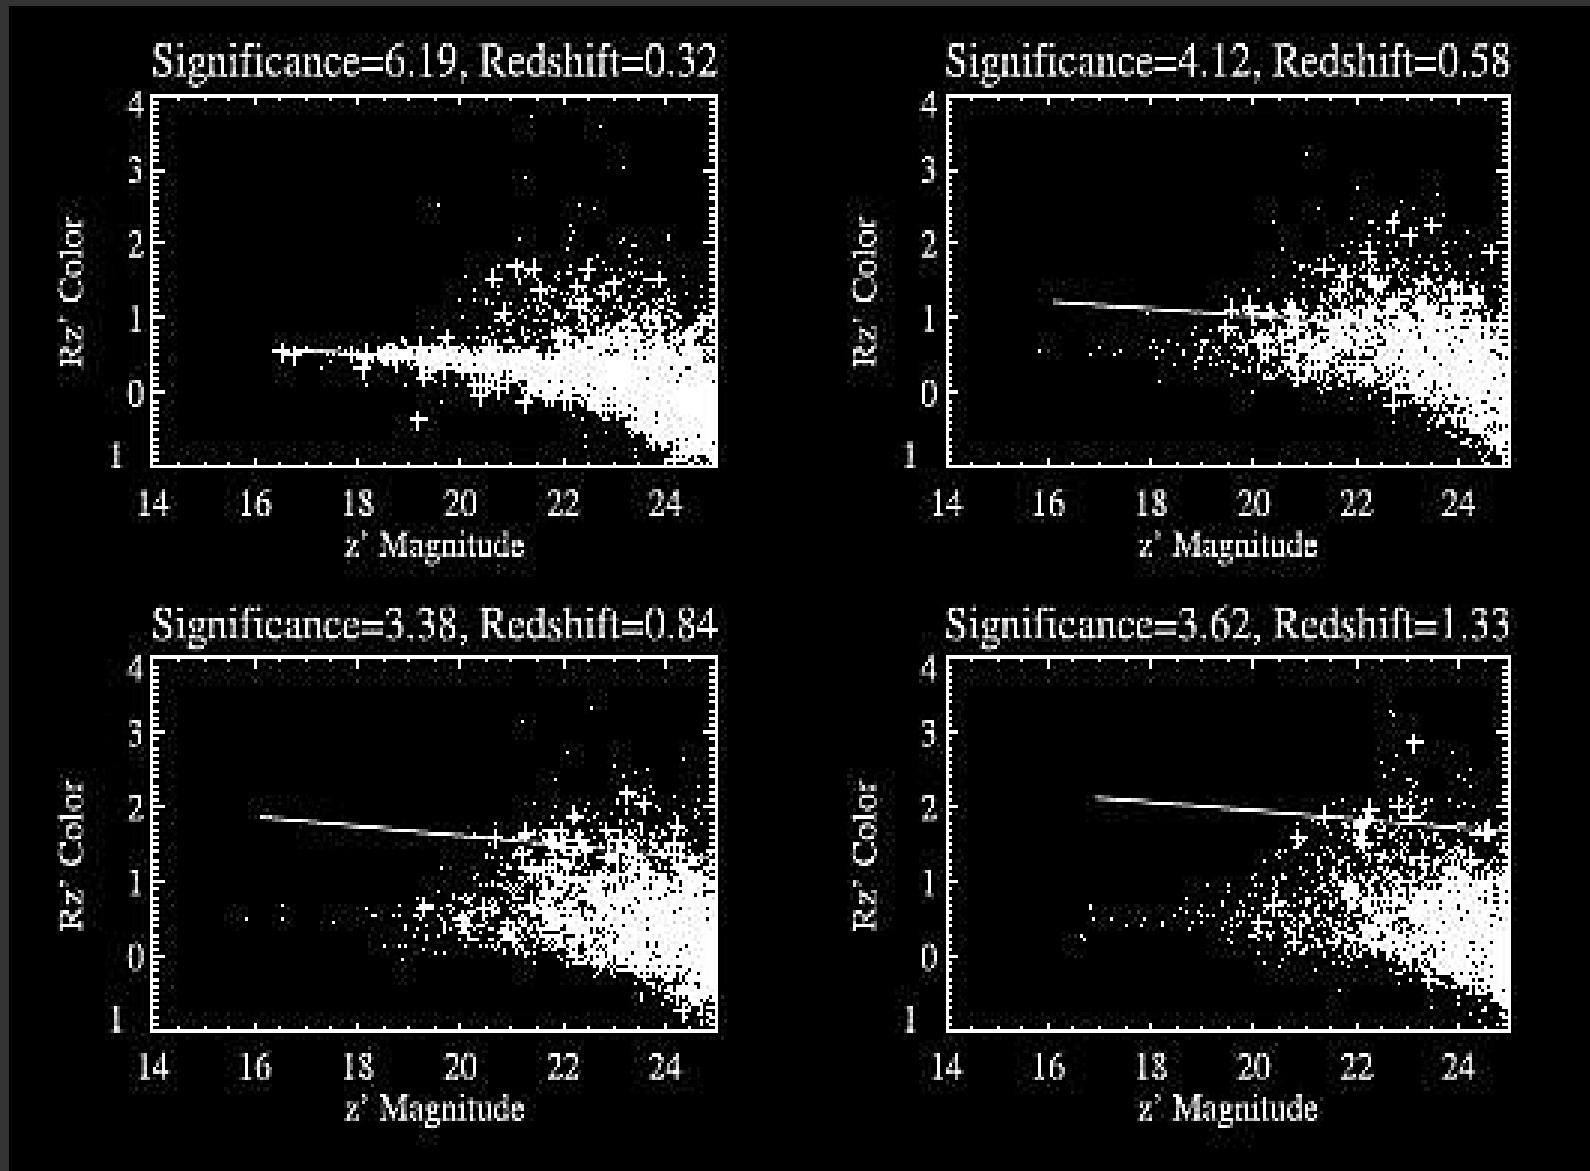 Significance=6.19, Redshift=0.32
4
3
2
1
0
1
Rz' Color
14 16 18 20 22 24
z' Magnitude
Significance=4.12, Redshift=0.58
4
3
2
1
0
1
Rz' Color
14 16 18 20 22 24
z' Magnitude
Significance=3.38, Redshift=0.84
4
3
2
1
0
1
Rz' Color
14 16 18 20 22 24
z' Magnitude
Significance=3.62, Redshift=1.33
4
3
2
1
0
1
Rz' Color
14 16 18 20 22 24
z' Magnitude